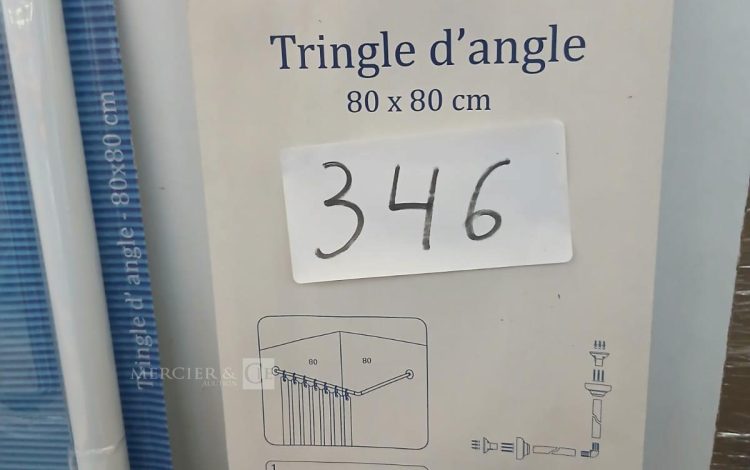 Tringle d'angle
80 x 80 cm
346
Tringle d' angle - 80x80 cm
MERCIER & CIE
AUCTION
80
80
1